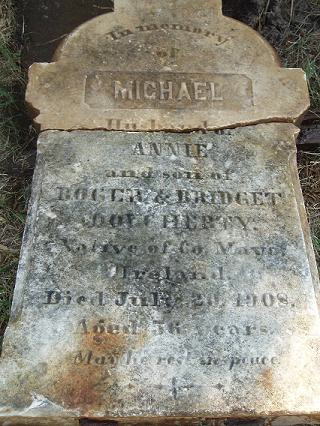 In memory
of
MICHAEL
Husband of
ANNIE
and son of
ROGER & BRIDGET
DOUGHERTY.
Native of Co. Mayo
Ireland.
Died July 1908.
Aged 56 years.
May he rest in peace